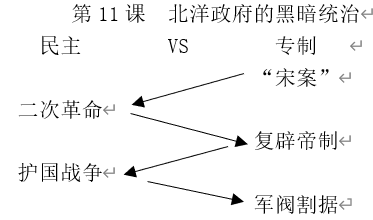 第 11 课　北洋政府的黑暗统治
民主　VS　专制
“宋案”
二次革命
复辟帝制
护国战争
军阀割据